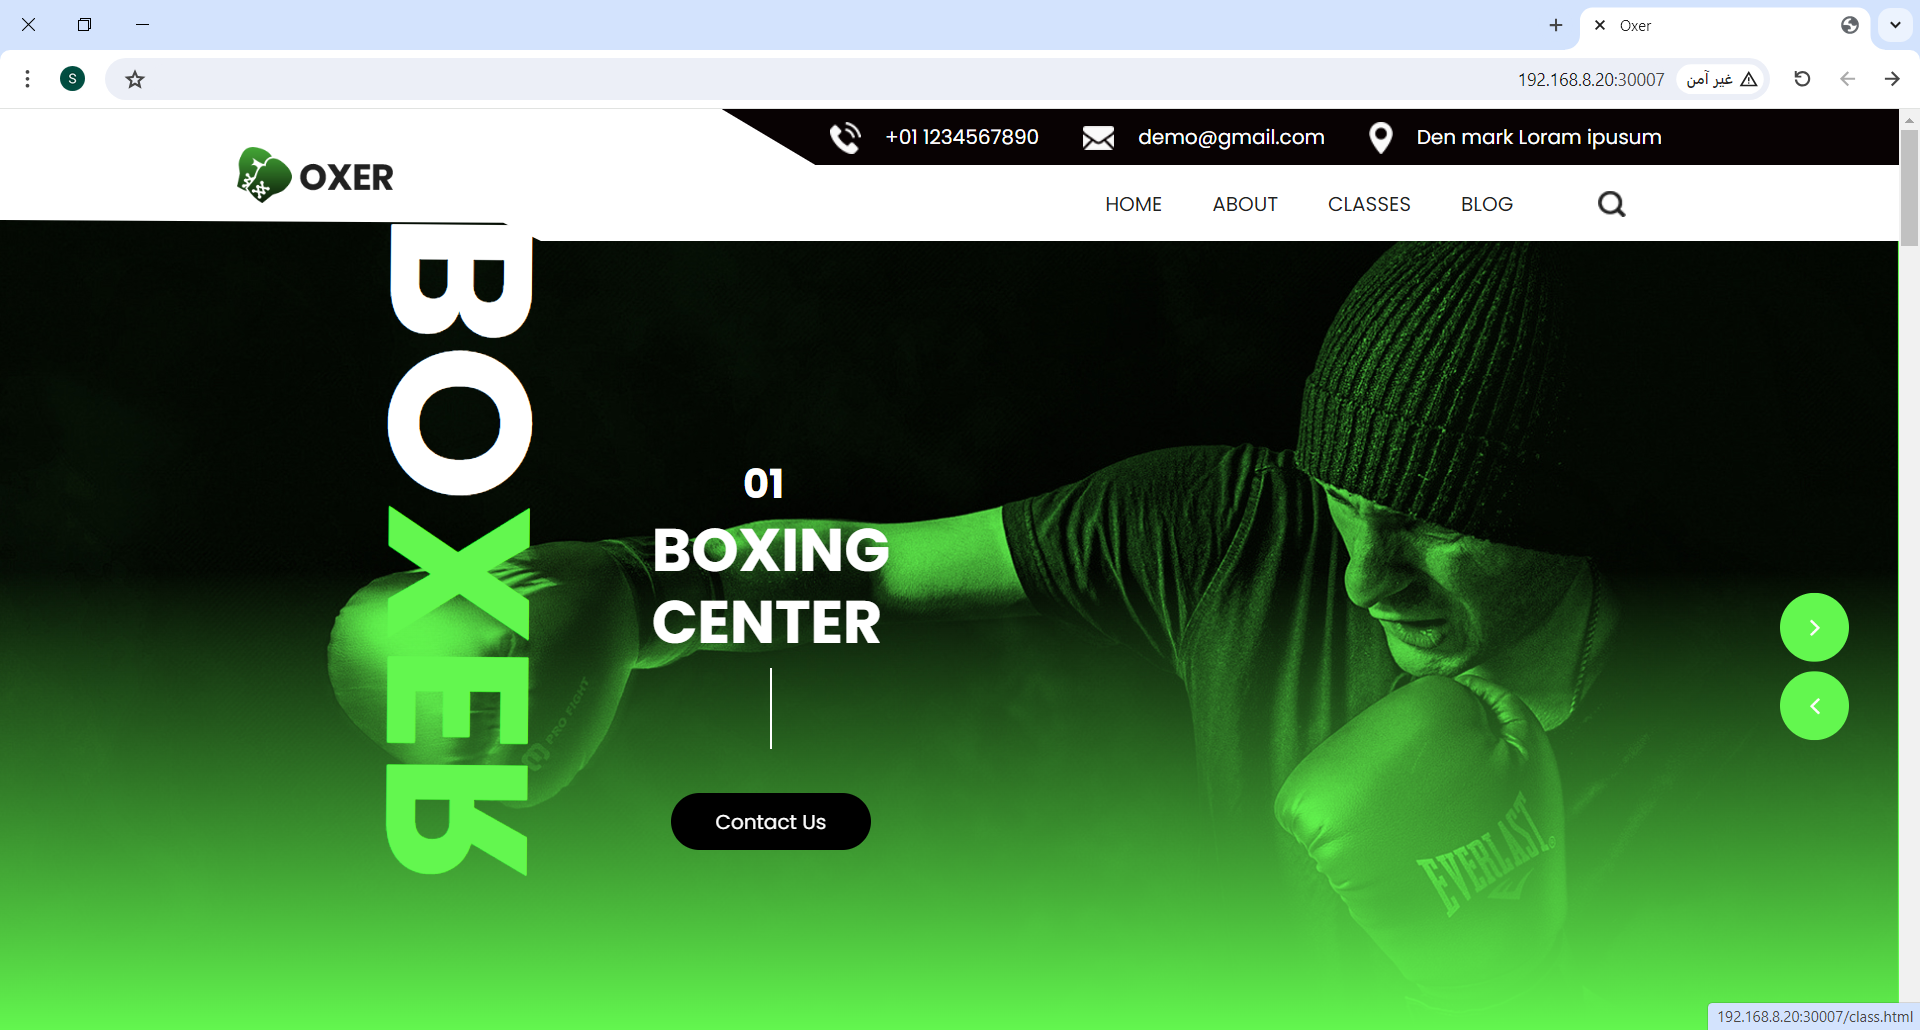 Oxer
S
192.168.8.20:30007
غير آمن
+01 1234567890
demo@gmail.com
Den mark Loram ipusum
OXER
HOME
ABOUT
CLASSES
BLOG
BOXER
01
BOXING
CENTER
PRO FIGHT
Contact Us
EVERLAST
192.168.8.20:30007/class.html